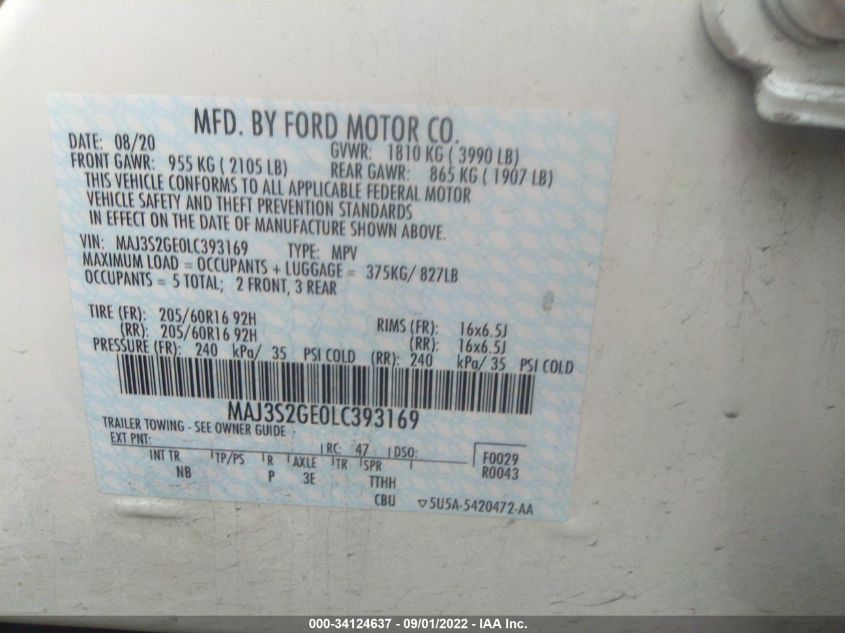 MFD. BY FORD MOTOR CO.
DATE: 08/20 GVWR: 1810 KG ( 3990 LB)
FRONT GAWR: 955 KG ( 2105 LB) REAR GAWR: 865 KG ( 1907 LB)
THIS VEHICLE CONFORMS TO ALL APPLICABLE FEDERAL MOTOR
VEHICLE SAFETY AND THEFT PREVENTION STANDARDS
IN EFFECT ON THE DATE OF MANUFACTURE SHOWN ABOVE.
VIN: MAJ3S2GE0LC393169 TYPE: MPV
MAXIMUM LOAD = OCCUPANTS + LUGGAGE = 375KG/ 827LB
OCCUPANTS = 5 TOTAL; 2 FRONT, 3 REAR
TIRE (FR): 205/60R16 92H RIMS (FR): 16x6.5J
(RR): 205/60R16 92H (RR): 16x6.5J
PRESSURE (FR): 240 kPa/ 35 PSI COLD (RR): 240 kPa/ 35 PSI COLD
MAJ3S2GE0LC393169
TRAILER TOWING - SEE OWNER GUIDE
EXT PNT: RC: 47 DSO: F0029
INT TR TP/PS R AXLE TR SPR R0043
NB P 3E TTHH
CBU ▽5U5A-5420472-AA
000-34124637 - 09/01/2022 - IAA Inc.